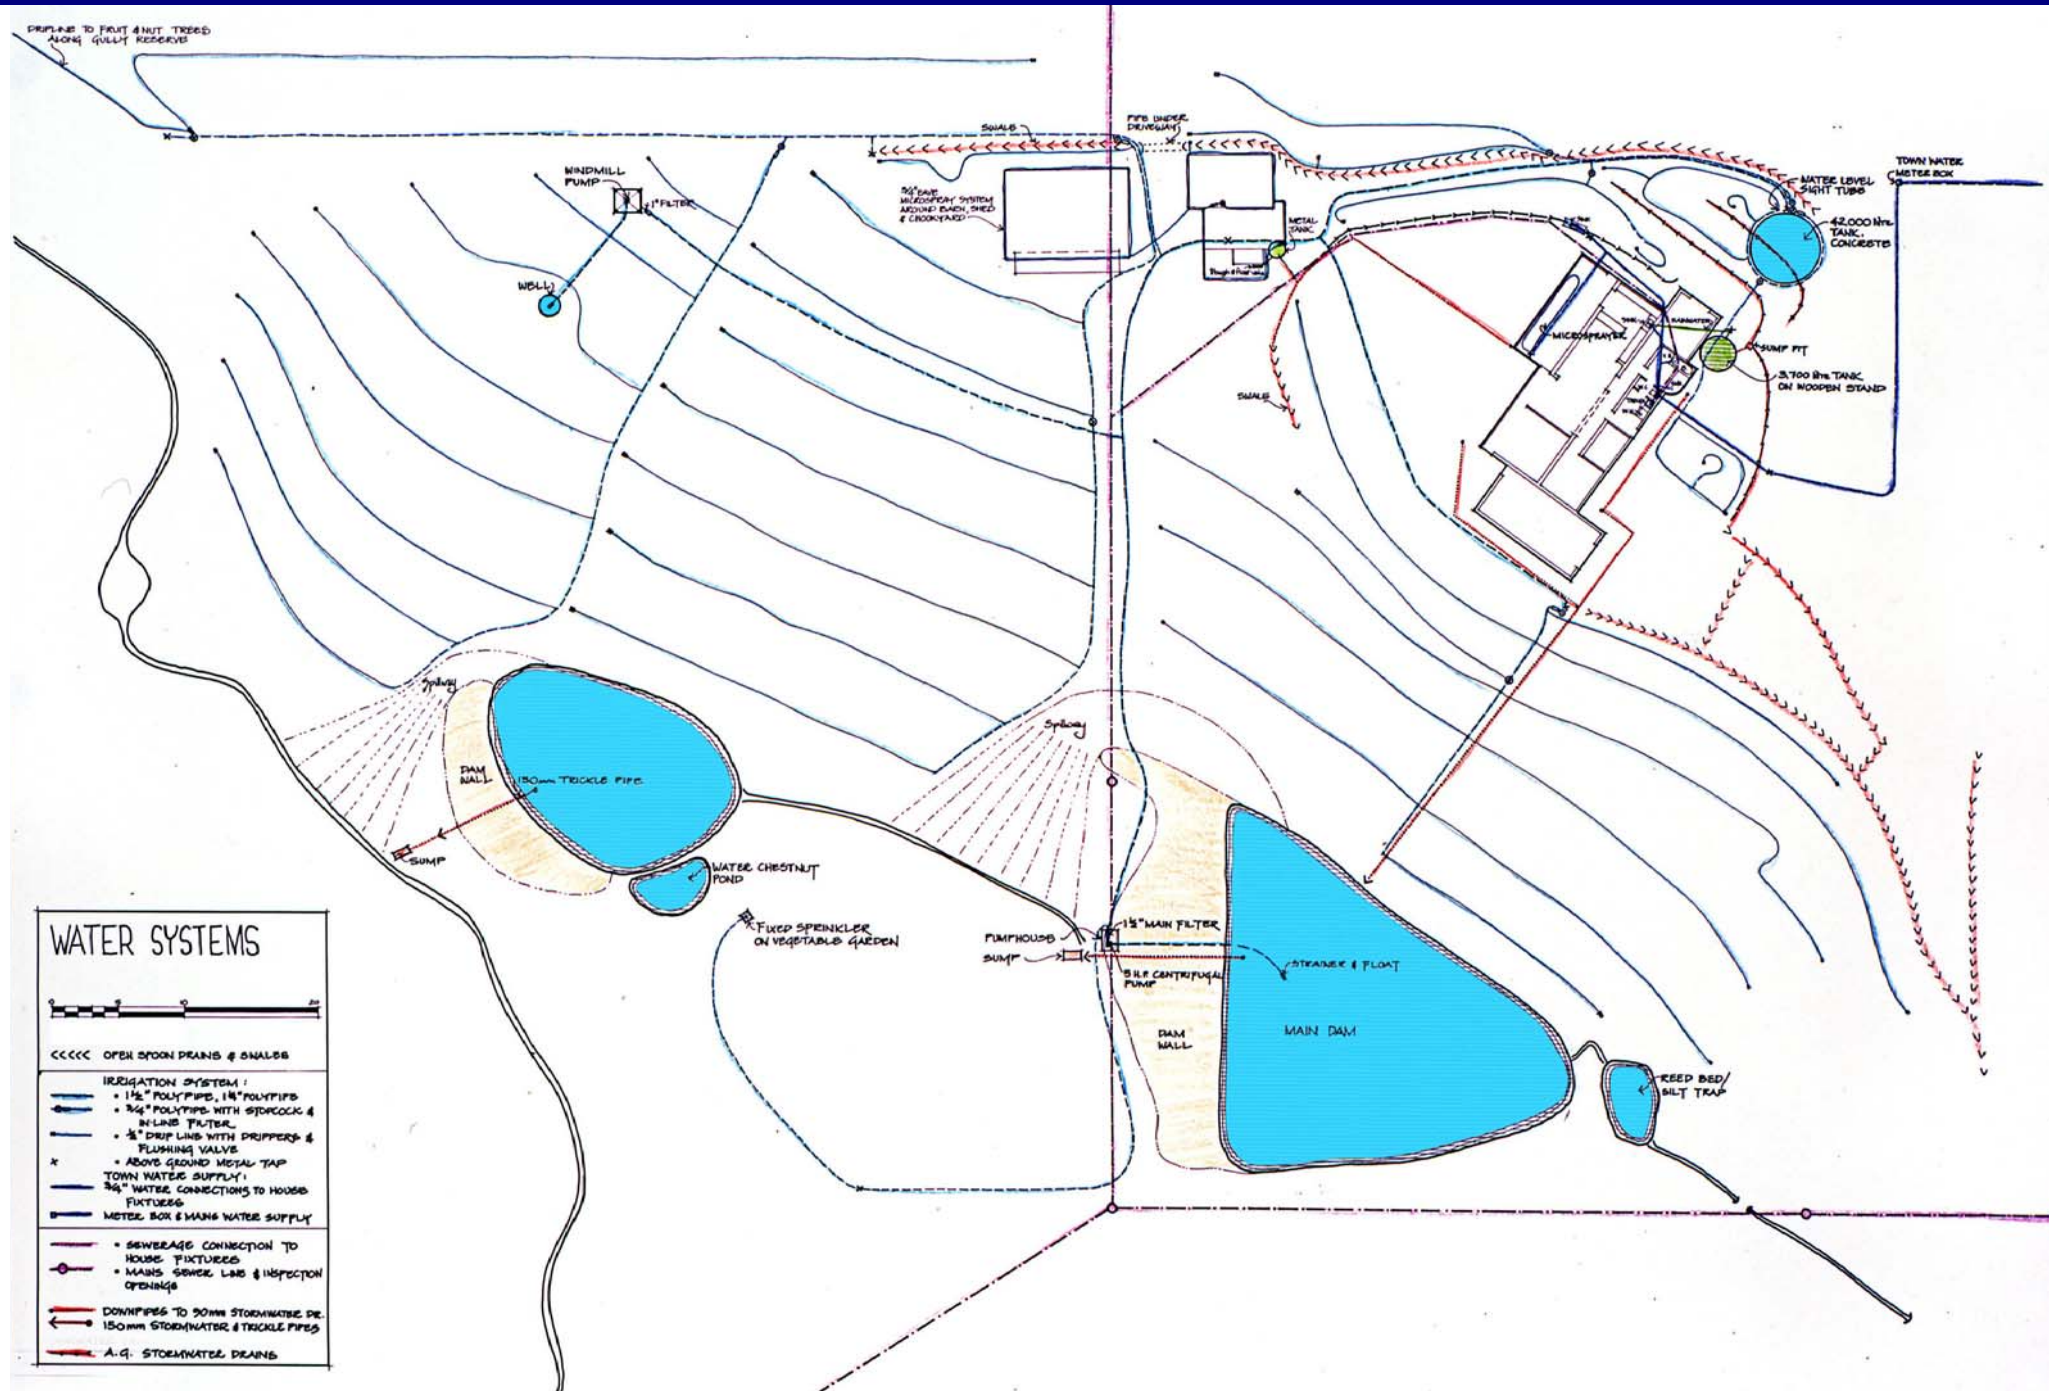 DRIPLINE TO FRUIT & NUT TREES
ALONG GULLY RESERVE
SWALE
PIPE UNDER
DRIVEWAY
WINDMILL
PUMP
1" FILTER
WELL
3/4" EAVE
MICROSPRAY SYSTEM
AROUND BARN, SHED
& CHOOKYARD
METAL
TANK
TOWN WATER
METER BOX
WATER LEVEL
SIGHT TUBE
42000 litre
TANK.
CONCRETE
MICROSPRAYER
RAINWATER
SUMP PIT
3,700 litre TANK
ON WOODEN STAND
SWALE
Spillway
Spillway
DAM
WALL
150mm TRICKLE PIPE
SUMP
WATER CHESTNUT
POND
FIXED SPRINKLER
ON VEGETABLE GARDEN
PUMPHOUSE
SUMP
1½" MAIN FILTER
5 H.P. CENTRIFUGAL
PUMP
STRAINER & FLOAT
DAM
WALL
MAIN DAM
REED BED/
SILT TRAP
WATER SYSTEMS
0 5 10 20
<<<<< OPEN SPOON DRAINS & SWALES
IRRIGATION SYSTEM :
• 1½" POLYPIPE, 1¼" POLYPIPE
• 3/4" POLYPIPE WITH STOPCOCK &
IN-LINE FILTER
• ½" DRIP LINE WITH DRIPPERS &
FLUSHING VALVE
x • ABOVE GROUND METAL TAP
TOWN WATER SUPPLY :
3/4" WATER CONNECTIONS TO HOUSE
FIXTURES
METER BOX & MAINS WATER SUPPLY
• SEWERAGE CONNECTION TO
HOUSE FIXTURES
• MAINS SEWER LINE & INSPECTION
OPENINGS
DOWNPIPES TO 90mm STORMWATER DR.
150mm STORMWATER & TRICKLE PIPES
A.G. STORMWATER DRAINS